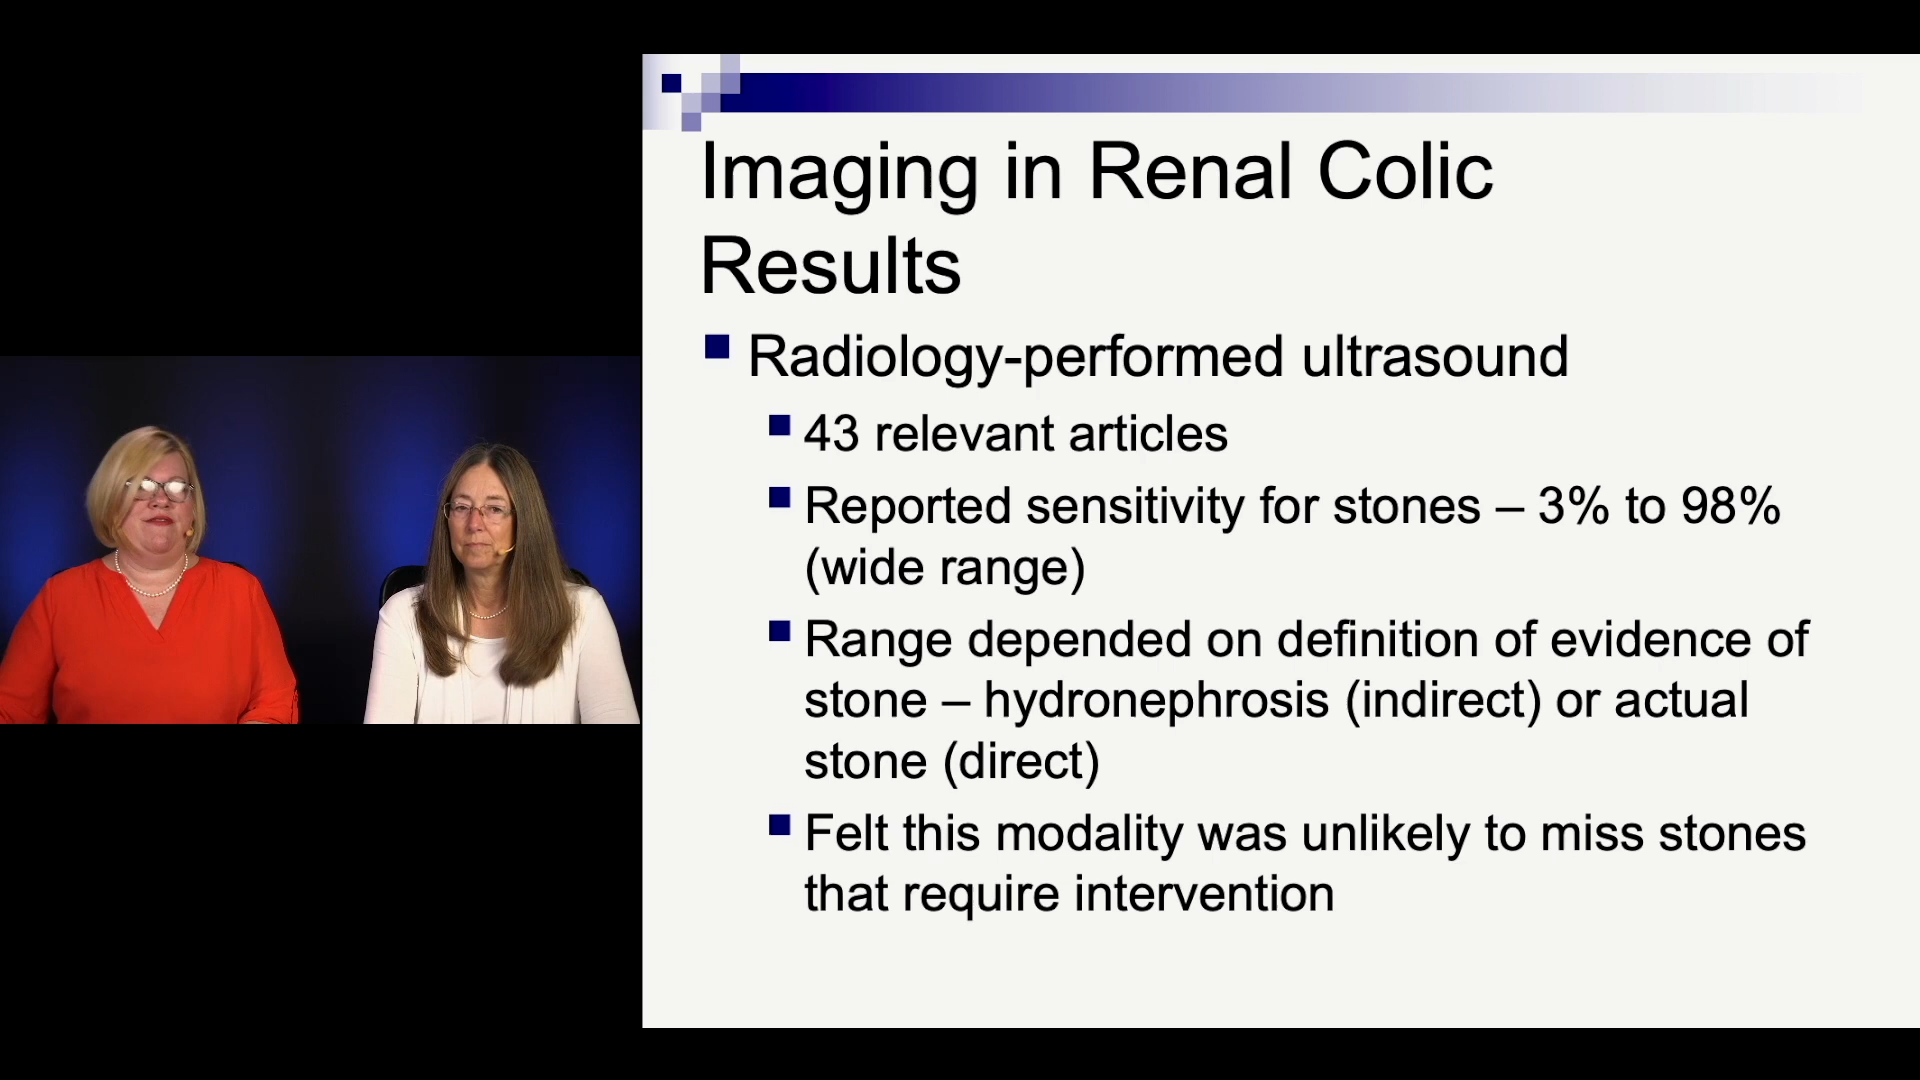 Imaging in Renal Colic
Results
Radiology-performed ultrasound
43 relevant articles
Reported sensitivity for stones – 3% to 98%
(wide range)
Range depended on definition of evidence of
stone – hydronephrosis (indirect) or actual
stone (direct)
Felt this modality was unlikely to miss stones
that require intervention